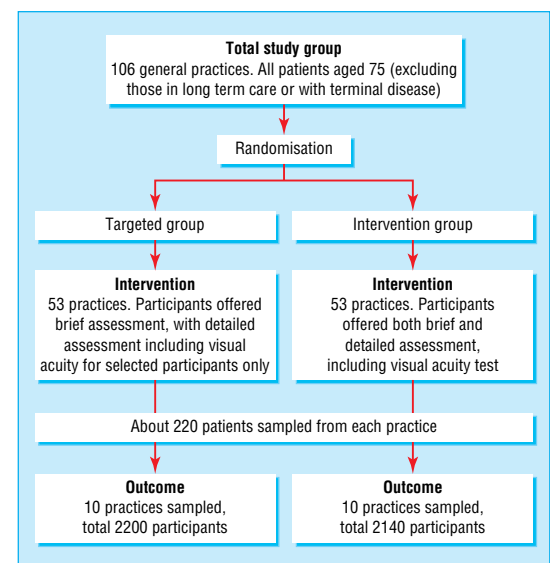 Total study group
106 general practices. All patients aged 75 (excluding
those in long term care or with terminal disease)
Randomisation
Targeted group
Intervention group
Intervention
53 practices. Participants offered
brief assessment, with detailed
assessment including visual
acuity for selected participants only
Intervention
53 practices. Participants
offered both brief and
detailed assessment,
including visual acuity test
About 220 patients sampled from each practice
Outcome
10 practices sampled,
total 2200 participants
Outcome
10 practices sampled,
total 2140 participants